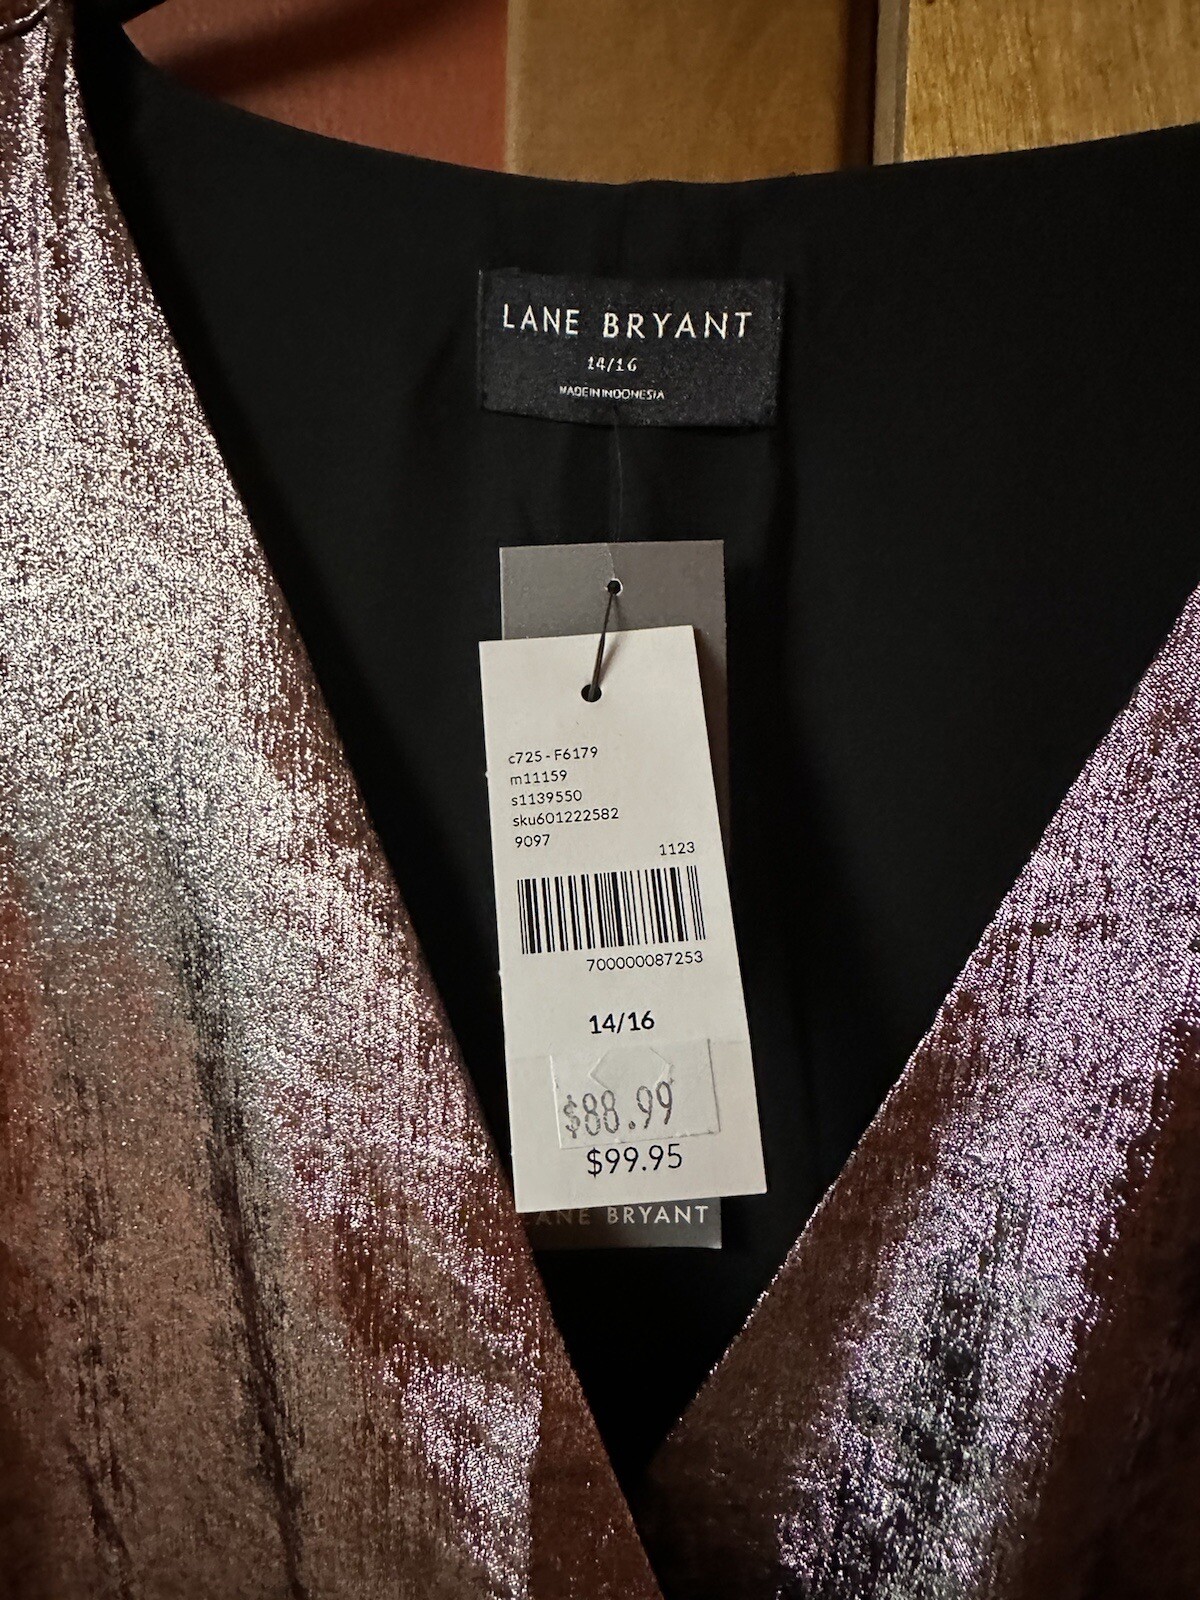 LANE BRYANT
14/16
MADE IN INDONESIA
c725 - F6179
m11159
s1139550
sku601222582
9097
1123
700000087253
14/16
$88.99
$99.95
LANE BRYANT